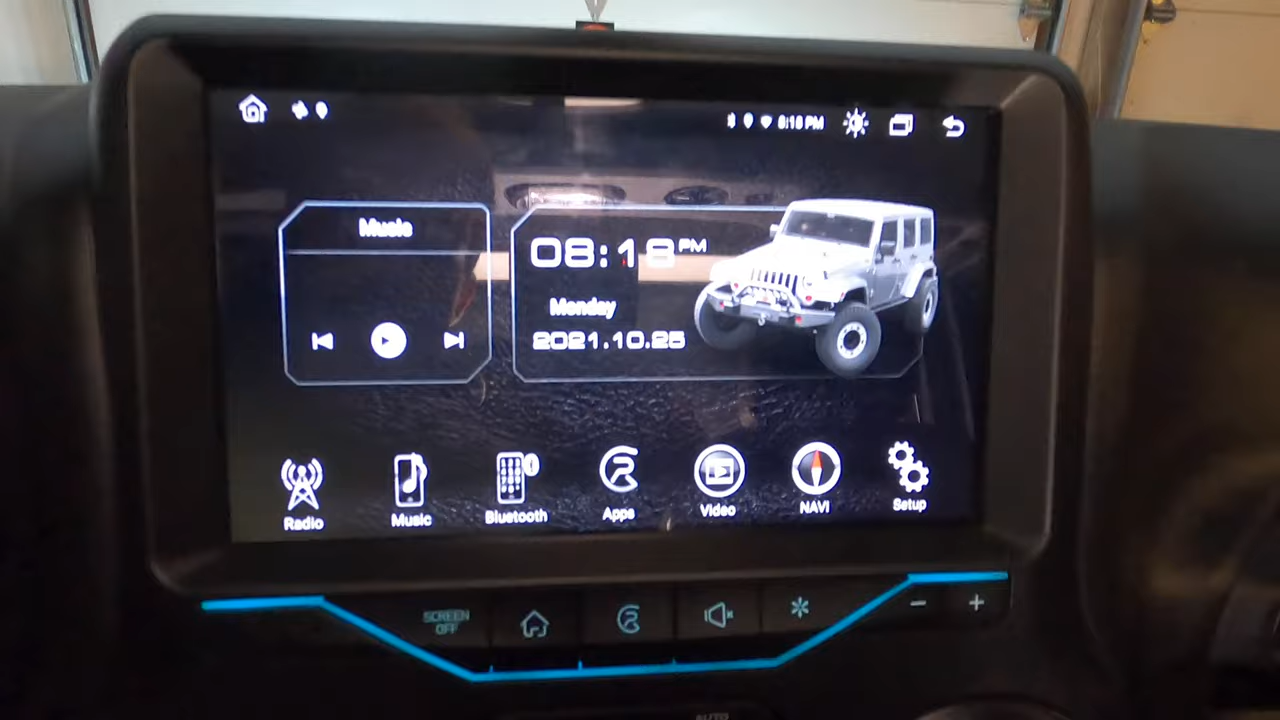 8:18 PM
Music
08:18 PM
Monday
2021.10.25
Radio
Music
Bluetooth
Apps
Video
NAVI
Setup
SCREEN
OFF
− +
AUTO